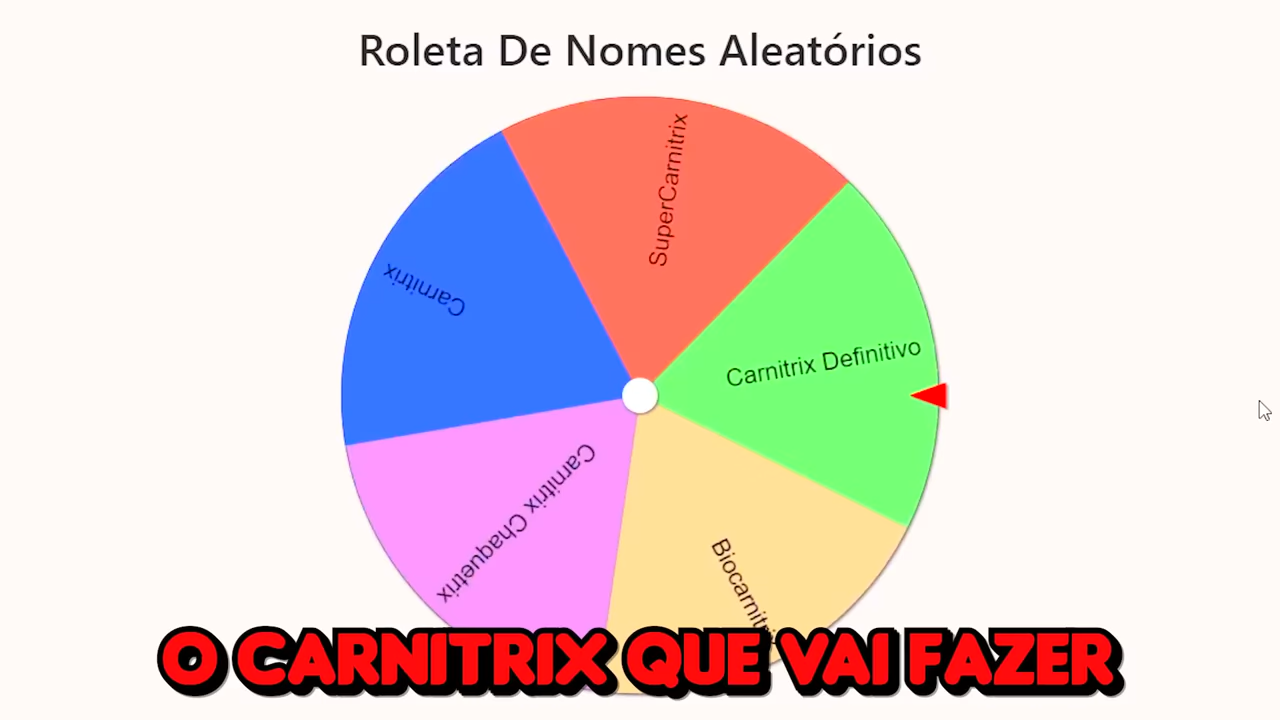 Roleta De Nomes Aleatórios
SuperCarnitrix
Carnitrix
Carnitrix Definitivo
Carnitrix Chaquetrix
O CARNITRIX QUE VAI FAZER